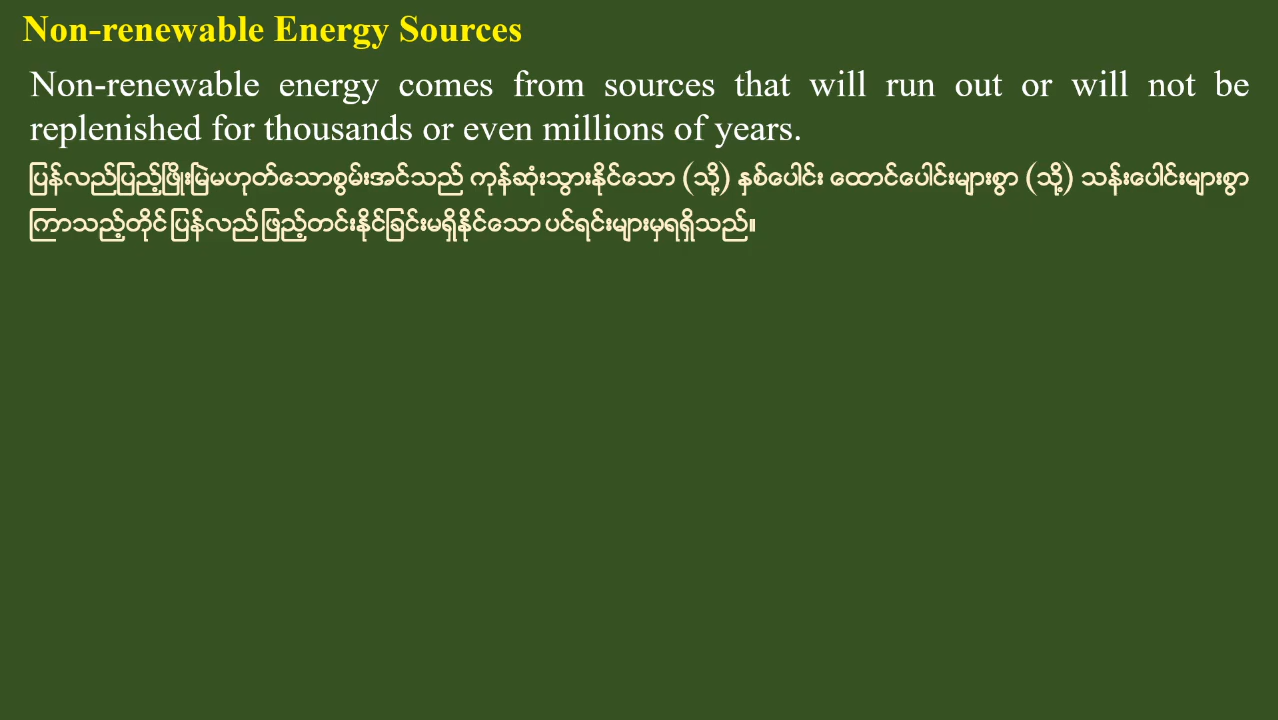 Non-renewable Energy Sources
Non-renewable energy comes from sources that will run out or will not be
replenished for thousands or even millions of years.
ပြန်လည်ပြည့်ဖြိုးမြဲမဟုတ်သောစွမ်းအင်သည် ကုန်ဆုံးသွားနိုင်သော (သို့) နှစ်ပေါင်း ထောင်ပေါင်းများစွာ (သို့) သန်းပေါင်းများစွာ
ကြာသည့်တိုင် ပြန်လည် ဖြည့်တင်းနိုင်ခြင်းမရှိနိုင်သော ပင်ရင်းများမှရရှိသည်။